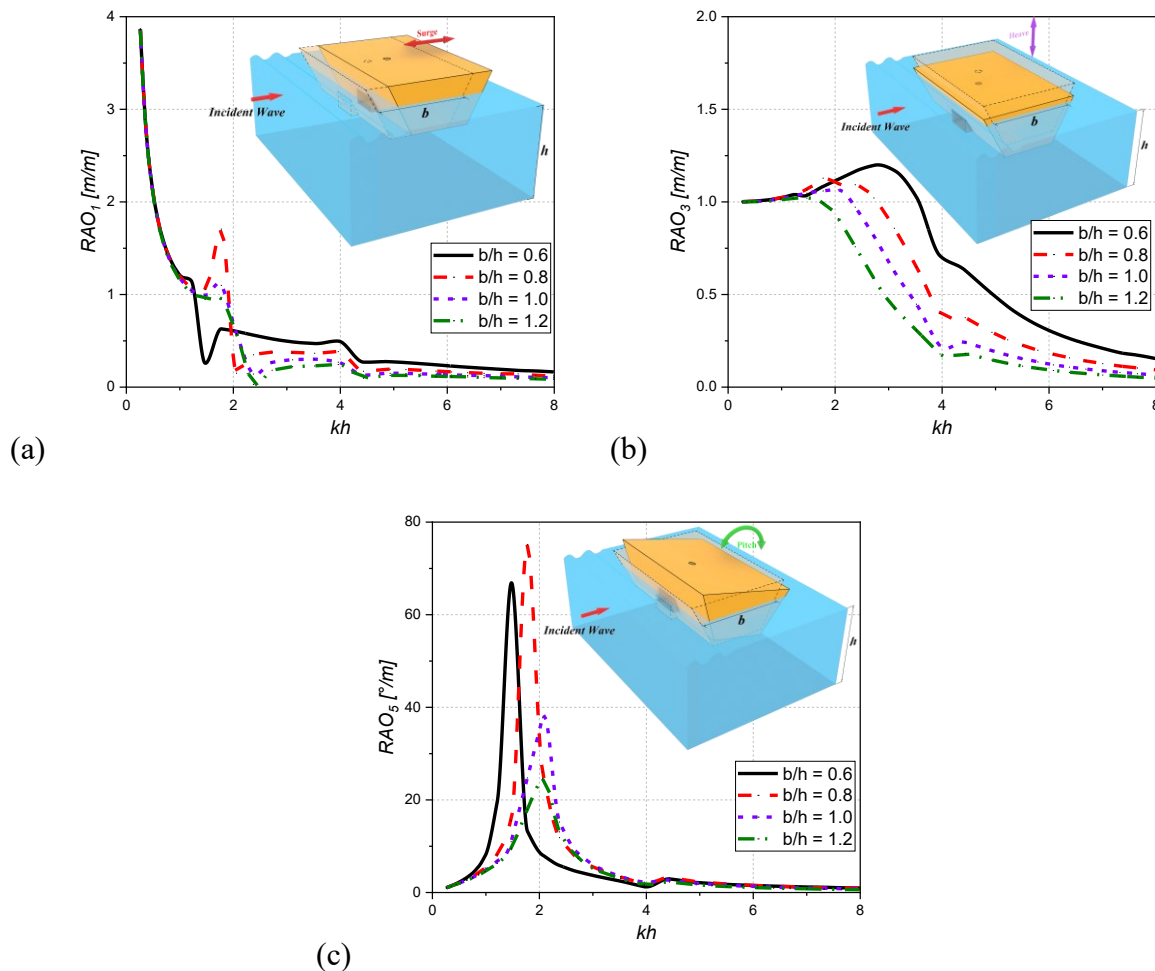 4
3
2
1
0
RAO1 [m/m]
0 2 4 6 8
kh
Surge
Incident Wave
b
h
b/h = 0.6
b/h = 0.8
b/h = 1.0
b/h = 1.2
(a)
2.0
1.5
1.0
0.5
0.0
RAO3 [m/m]
0 2 4 6 8
kh
Heave
Incident Wave
b
h
b/h = 0.6
b/h = 0.8
b/h = 1.0
b/h = 1.2
(b)
80
60
40
20
0
RAO5 [°/m]
0 2 4 6 8
kh
Pitch
Incident Wave
b
h
b/h = 0.6
b/h = 0.8
b/h = 1.0
b/h = 1.2
(c)